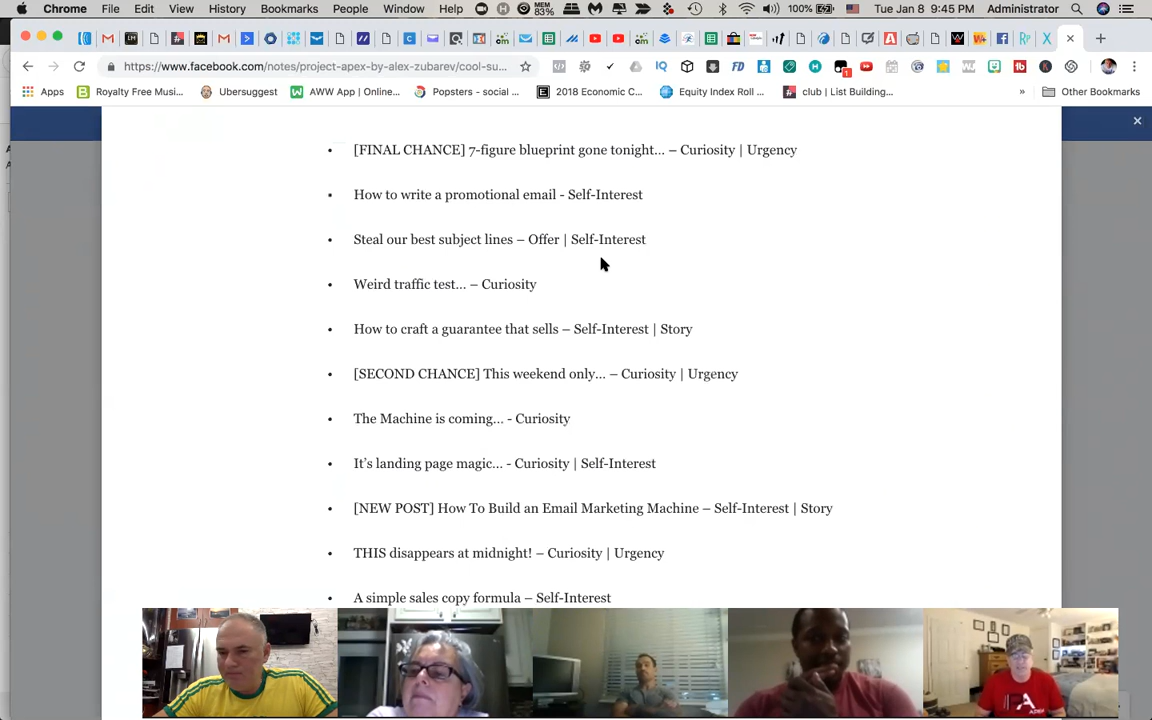 Chrome File Edit View History Bookmarks People Window Help MEM 83% 100% Tue Jan 8 9:45 PM Administrator
https://www.facebook.com/notes/project-apex-by-alex-zubarev/cool-su...
Apps Royalty Free Musi... Ubersuggest AWW App | Online... Popsters - social ... 2018 Economic C... Equity Index Roll ... club | List Building... » Other Bookmarks
• [FINAL CHANCE] 7-figure blueprint gone tonight… – Curiosity | Urgency
• How to write a promotional email - Self-Interest
• Steal our best subject lines – Offer | Self-Interest
• Weird traffic test… – Curiosity
• How to craft a guarantee that sells – Self-Interest | Story
• [SECOND CHANCE] This weekend only… – Curiosity | Urgency
• The Machine is coming… - Curiosity
• It’s landing page magic… - Curiosity | Self-Interest
• [NEW POST] How To Build an Email Marketing Machine – Self-Interest | Story
• THIS disappears at midnight! – Curiosity | Urgency
• A simple sales copy formula – Self-Interest